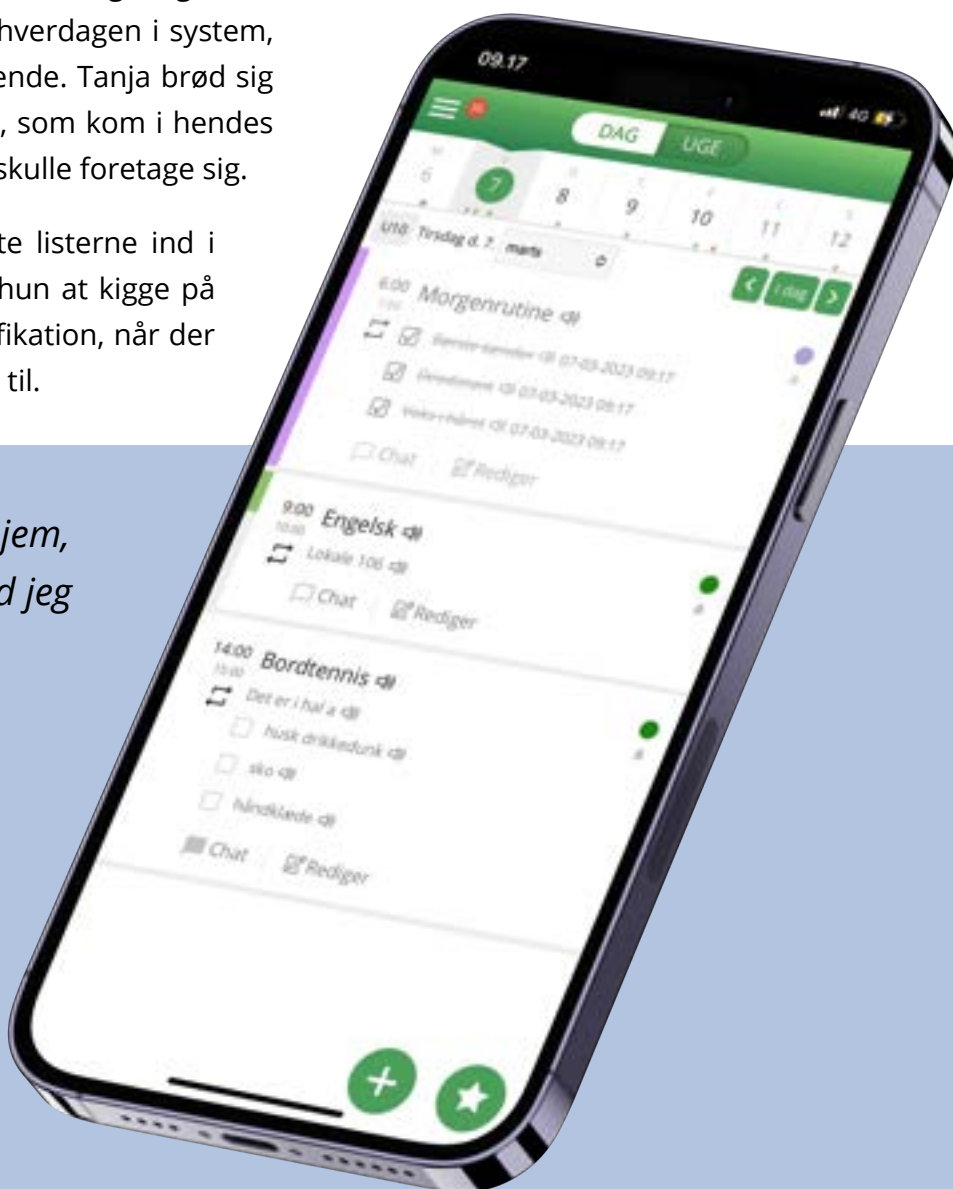 hverdagen i system,
ende. Tanja brød sig
, som kom i hendes
skulle foretage sig.
te listerne ind i
hun at kigge på
fikation, når der
til.
jem,
d jeg
09.17
4G
DAG UGE
6 7 8 9 10 11 12
U10 Tirsdag d. 7. marts
< I dag >
6:00 Morgenrutine
07-03-2023 09:17
07-03-2023 09:17
07-03-2023 09:17
Chat Rediger
9:00 Engelsk
10:00 Lokale 106
Chat Rediger
14:00 Bordtennis
15:00 Det er i hal a
husk drikkedunk
sko
håndklæde
Chat Rediger